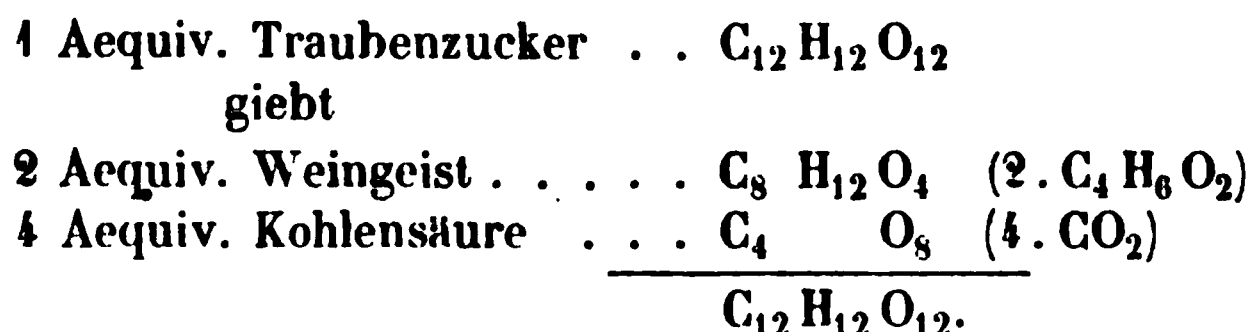 1 Aequiv. Traubenzucker . . C₁₂ H₁₂ O₁₂
giebt
2 Aequiv. Weingeist . . . . . C₈ H₁₂ O₄ (2 . C₄ H₆ O₂)
4 Aequiv. Kohlensäure . . . C₄ O₈ (4 . CO₂)
C₁₂ H₁₂ O₁₂.